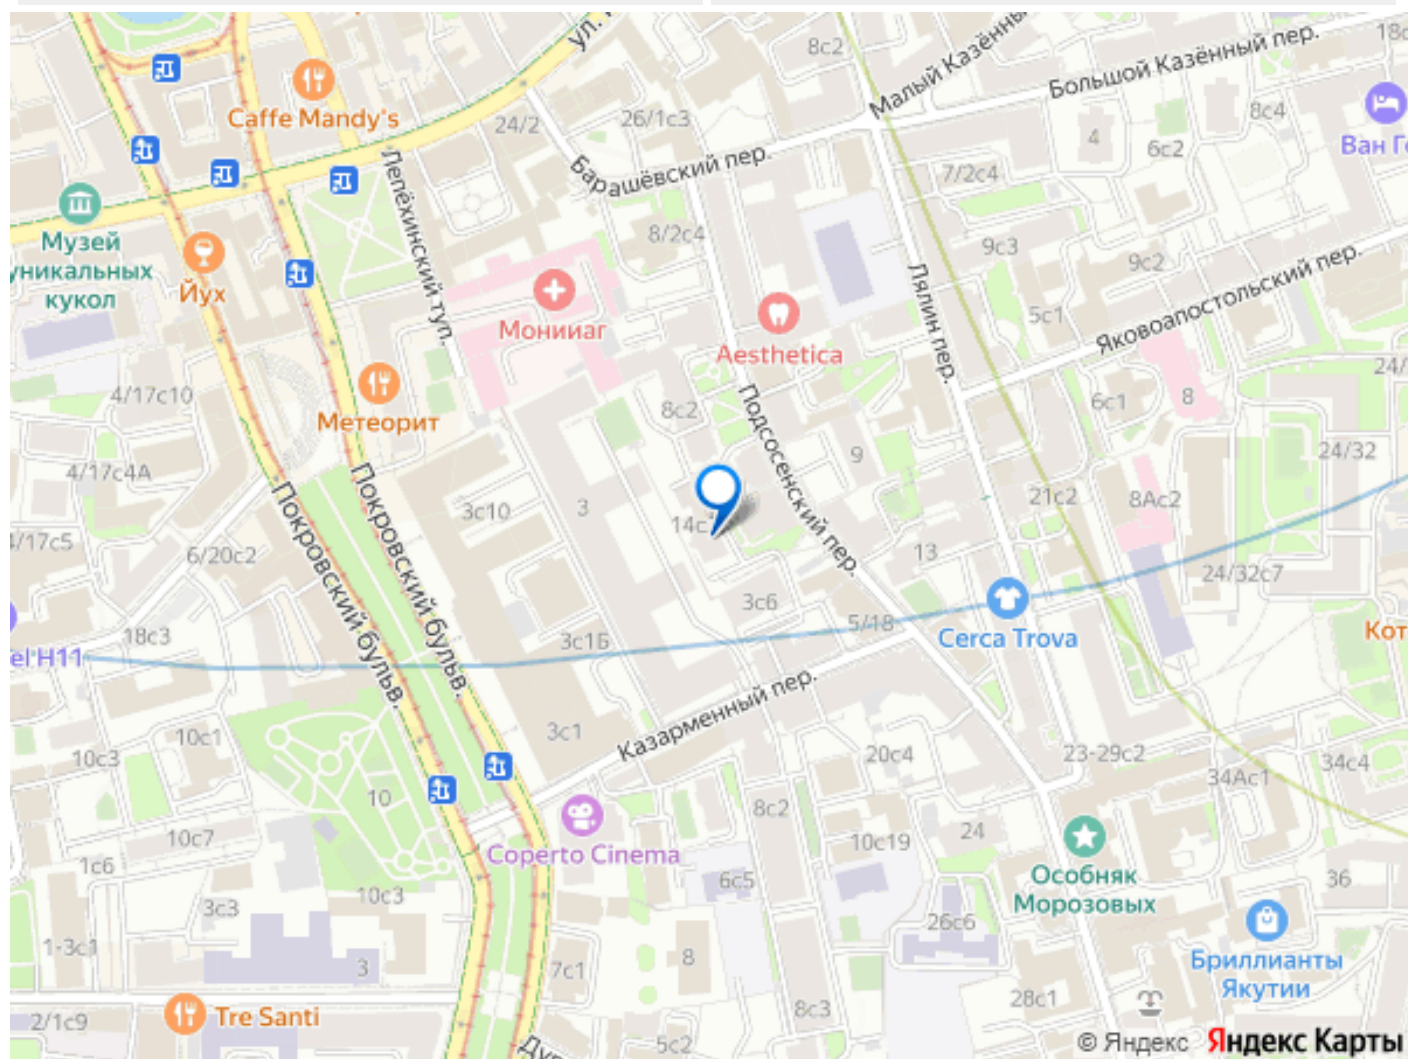 8с2
18с
ул.
Малый Казённы
Большой Казённый пер.
Caffe Mandy's
24/2
26/1с3
8с4
4
6с2
Ван Г
Барашёвский пер.
7/2с4
Лепёхинский туп.
Музей
уникальных
кукол
Йух
8/2с4
9с3
9с2
Яковоапостольский пер.
Лялин пер.
Мониияг
Aesthetica
5с1
4/17с10
Метеорит
8с2
Подсосенский пер.
6с1
8
24/
4/17с4А
9
24/32
Покровский бульв.
Покровский бульв.
3с10
3
14с
21с2
8Ас2
4/17с5
6/20с2
13
24/32с7
3с6
5/18
Cerca Trova
18с3
el H11
3с1Б
Кот
Казарменный пер.
10с1
10с3
3с1
20с4
23-29с2
34с4
34Ас1
10
8с2
10с7
Coperto Cinema
10с19
24
1с6
6с5
Особняк
Морозовых
36
10с3
3с3
26с6
1-3с1
3
7с1
8
Бриллианты
Якутии
Tre Santi
2/1с9
8с3
28с1
5с2
© Яндекс Яндекс Карты